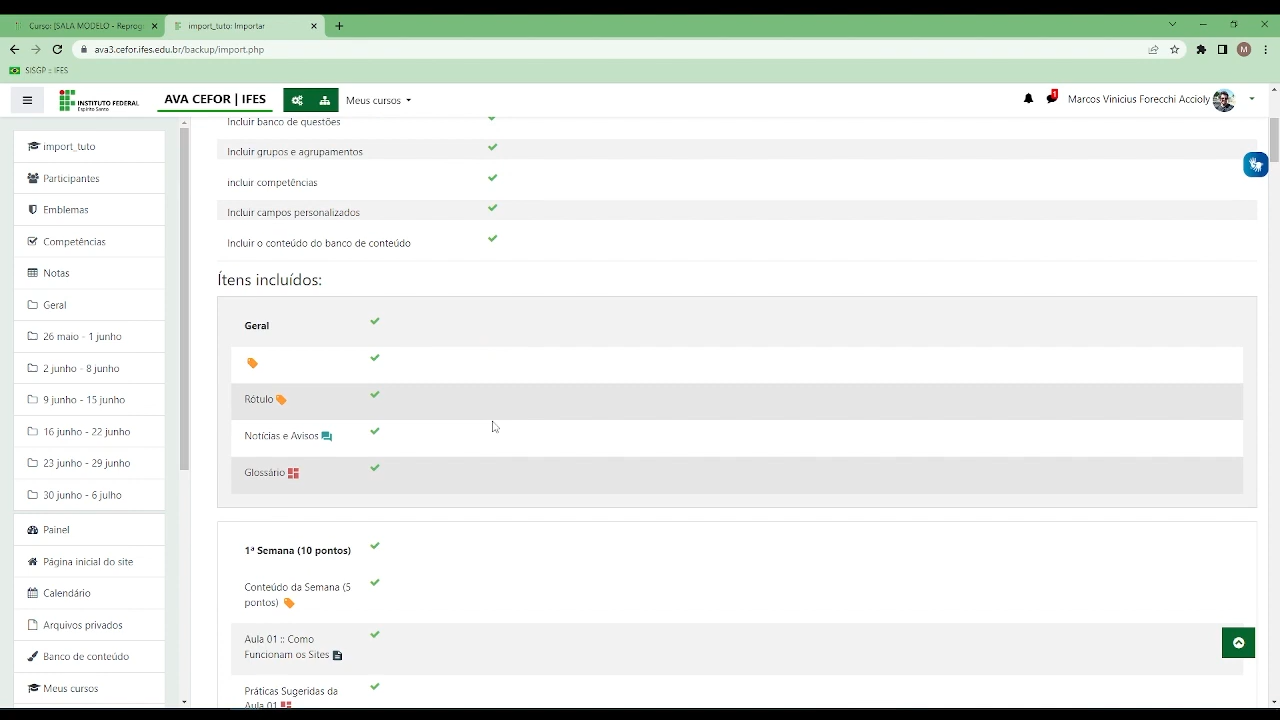 Curso: [SALA MODELO - Reprogr
import_tuto: Importar
ava3.cefor.ifes.edu.br/backup/import.php
M
SISGP :: IFES
INSTITUTO FEDERAL
Espírito Santo
AVA CEFOR | IFES
Meus cursos
1
Marcos Vinicius Forecchi Accioly
import_tuto
Participantes
Emblemas
Competências
Notas
Geral
26 maio - 1 junho
2 junho - 8 junho
9 junho - 15 junho
16 junho - 22 junho
23 junho - 29 junho
30 junho - 6 julho
Painel
Página inicial do site
Calendário
Arquivos privados
Banco de conteúdo
Meus cursos
Incluir banco de questões
Incluir grupos e agrupamentos
incluir competências
Incluir campos personalizados
Incluir o conteúdo do banco de conteúdo
Ítens incluídos:
Geral
Rótulo
Notícias e Avisos
Glossário
1ª Semana (10 pontos)
Conteúdo da Semana (5
pontos)
Aula 01 :: Como
Funcionam os Sites
Práticas Sugeridas da
Aula 01